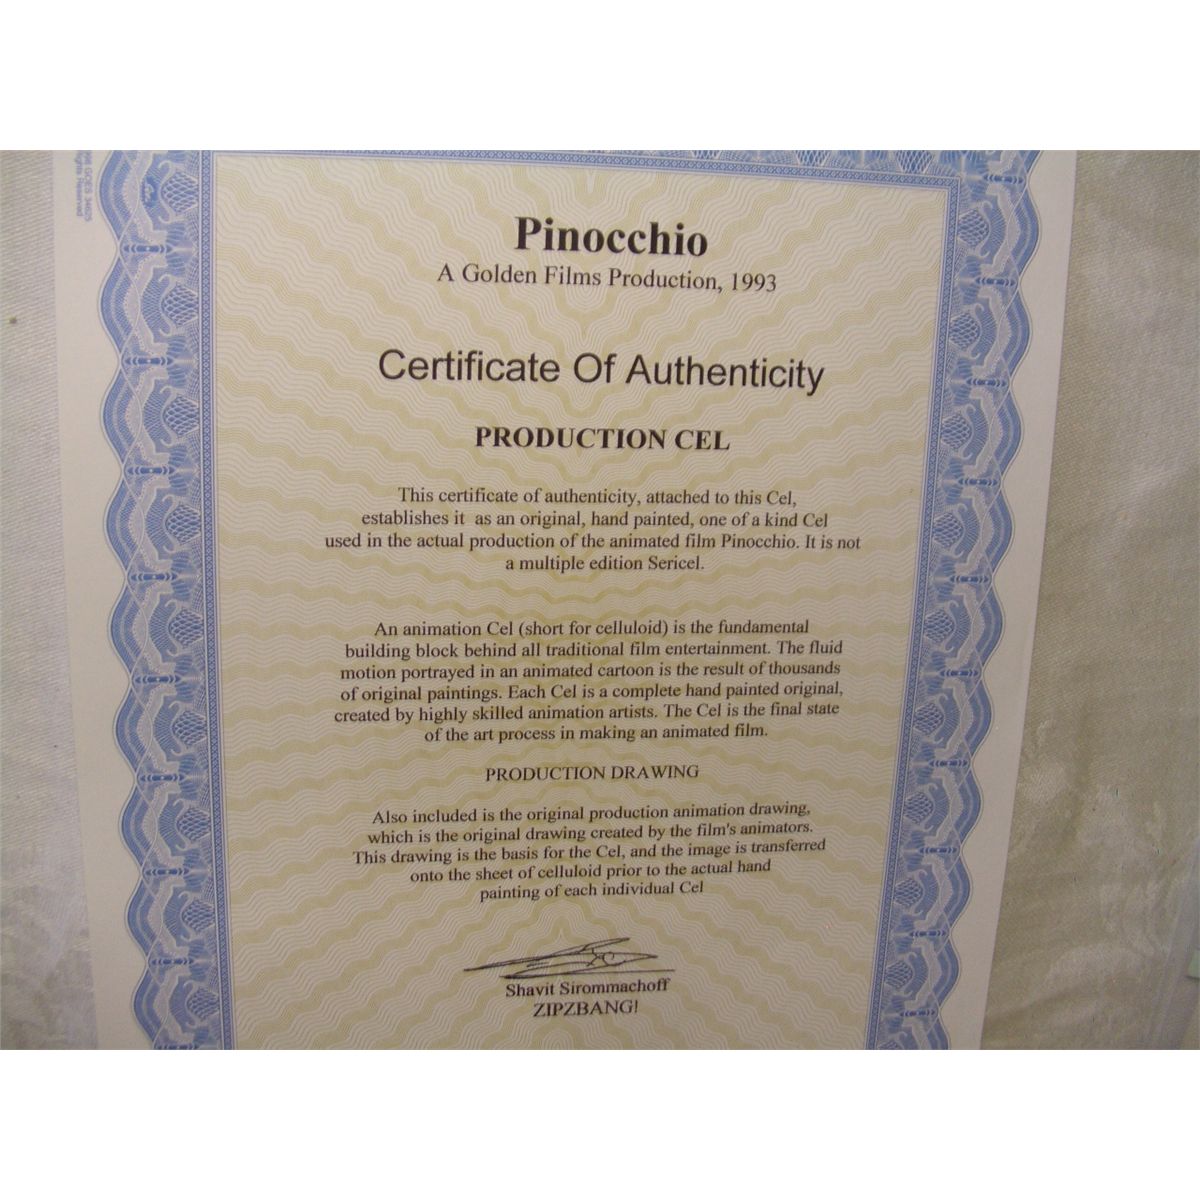 GOES 34625
Rights Reserved
Pinocchio
A Golden Films Production, 1993
Certificate Of Authenticity
PRODUCTION CEL
This certificate of authenticity, attached to this Cel,
establishes it as an original, hand painted, one of a kind Cel
used in the actual production of the animated film Pinocchio. It is not
a multiple edition Sericel.
An animation Cel (short for celluloid) is the fundamental
building block behind all traditional film entertainment. The fluid
motion portrayed in an animated cartoon is the result of thousands
of original paintings. Each Cel is a complete hand painted original,
created by highly skilled animation artists. The Cel is the final state
of the art process in making an animated film.
PRODUCTION DRAWING
Also included is the original production animation drawing,
which is the original drawing created by the film's animators.
This drawing is the basis for the Cel, and the image is transferred
onto the sheet of celluloid prior to the actual hand
painting of each individual Cel
Shavit Sirommachoff
ZIPZBANG!